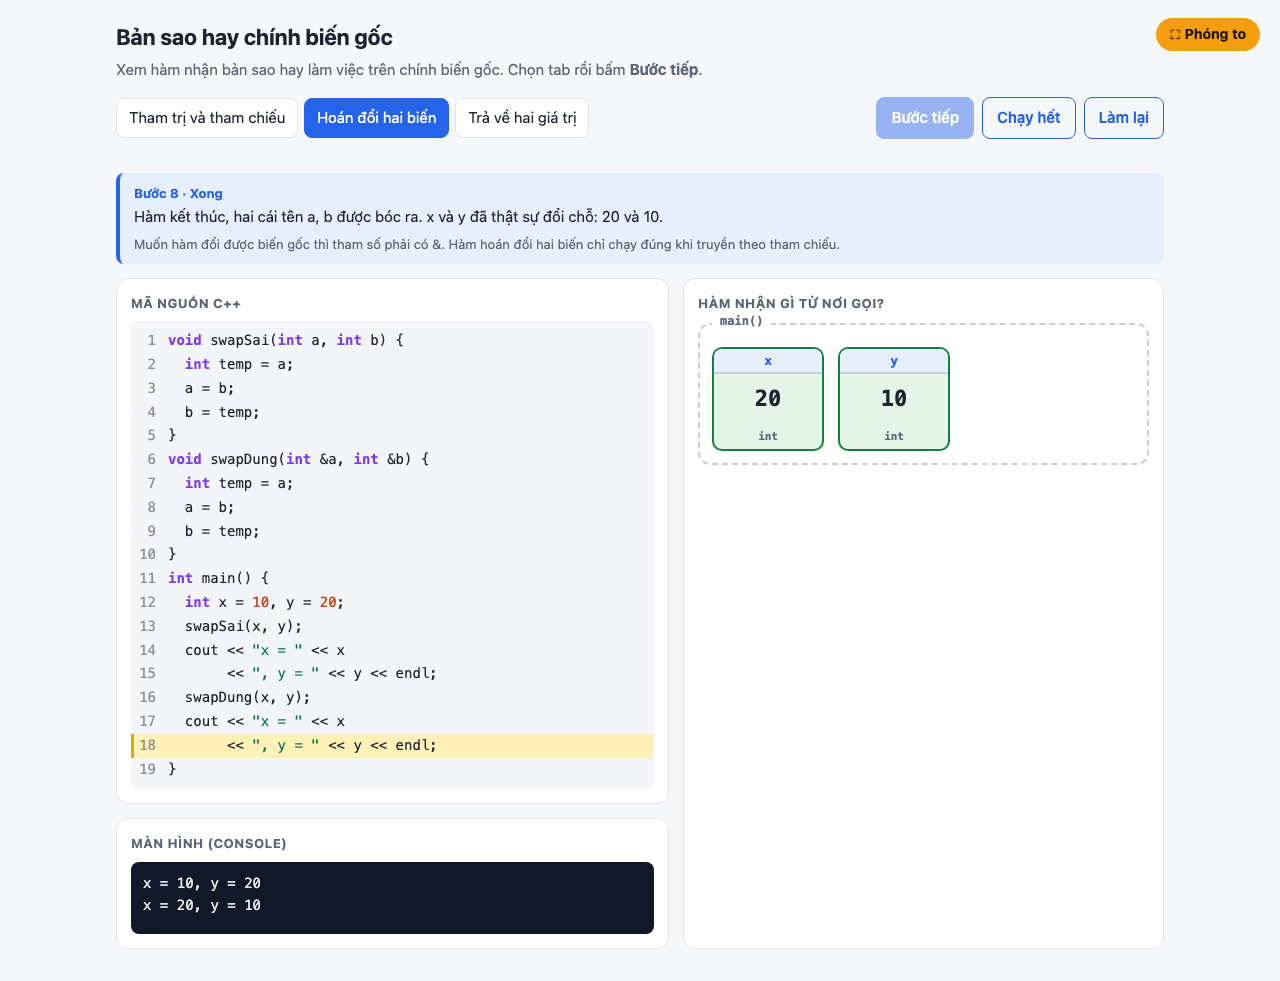 Bản sao hay chính biến gốc
⛶ Phóng to
Xem hàm nhận bản sao hay làm việc trên chính biến gốc. Chọn tab rồi bấm Bước tiếp.
Tham trị và tham chiếu
Hoán đổi hai biến
Trả về hai giá trị
Bước tiếp
Chạy hết
Làm lại
Bước 8 · Xong
Hàm kết thúc, hai cái tên a, b được bóc ra. x và y đã thật sự đổi chỗ: 20 và 10.
Muốn hàm đổi được biến gốc thì tham số phải có &. Hàm hoán đổi hai biến chỉ chạy đúng khi truyền theo tham chiếu.
MÃ NGUỒN C++
1 void swapSai(int a, int b) {
2   int temp = a;
3   a = b;
4   b = temp;
5 }
6 void swapDung(int &a, int &b) {
7   int temp = a;
8   a = b;
9   b = temp;
10 }
11 int main() {
12   int x = 10, y = 20;
13   swapSai(x, y);
14   cout << "x = " << x
15        << ", y = " << y << endl;
16   swapDung(x, y);
17   cout << "x = " << x
18        << ", y = " << y << endl;
19 }
MÀN HÌNH (CONSOLE)
x = 10, y = 20
x = 20, y = 10
HÀM NHẬN GÌ TỪ NƠI GỌI?
main()
x
20
int
y
10
int